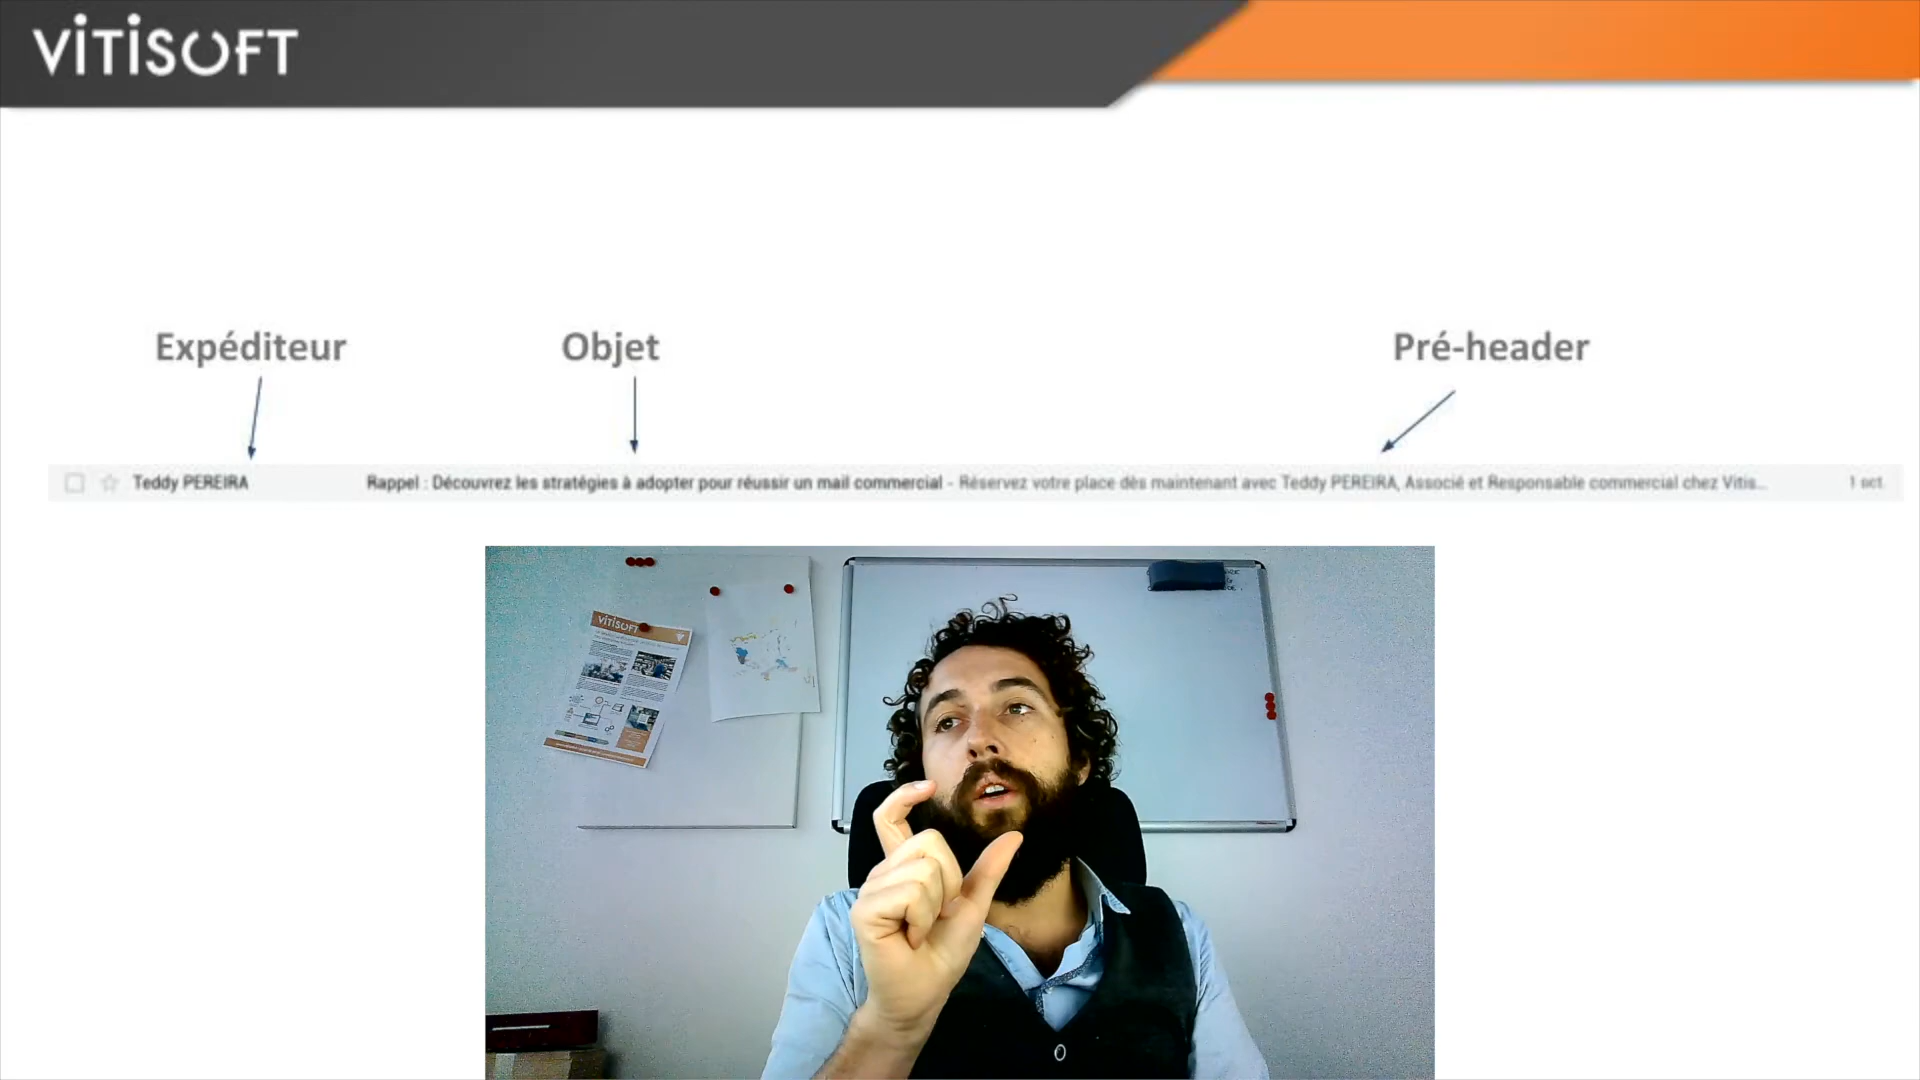 VITISOFT
Expéditeur
Objet
Pré-header
Teddy PEREIRA
Rappel : Découvrez les stratégies à adopter pour réussir un mail commercial - Réservez votre place dès maintenant avec Teddy PEREIRA, Associé et Responsable commercial chez Vitis...
1 oct.
VITISOFT